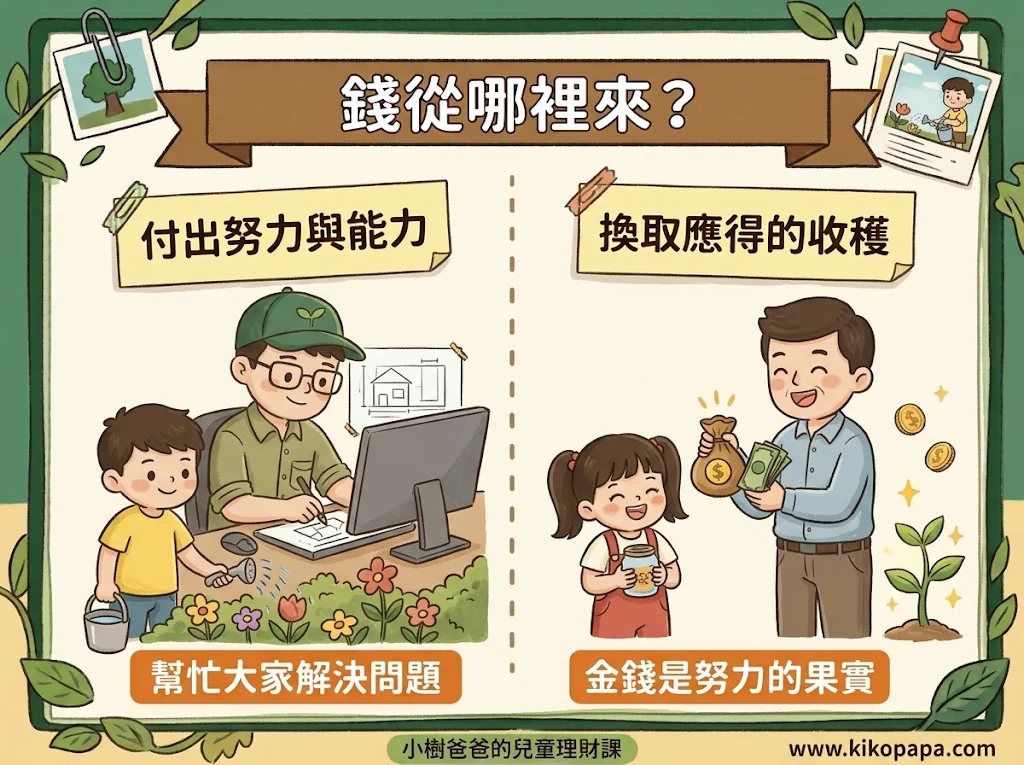 錢從哪裡來？
付出努力與能力
換取應得的收穫
幫忙大家解決問題
金錢是努力的果實
小樹爸爸的兒童理財課
www.kikopapa.com